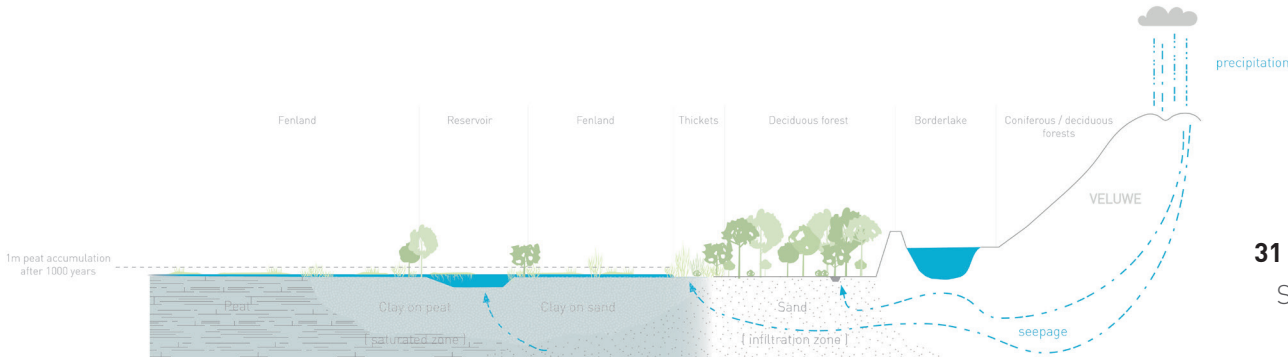 precipitation
Fenland
Reservoir
Fenland
Thickets
Deciduous forest
Borderlake
Coniferous / deciduous
forests
VELUWE
1m peat accumulation
after 1000 years
31
S
Peat
Clay on peat
Clay on sand
Sand
seepage
[ saturated zone ]
[ infiltration zone ]